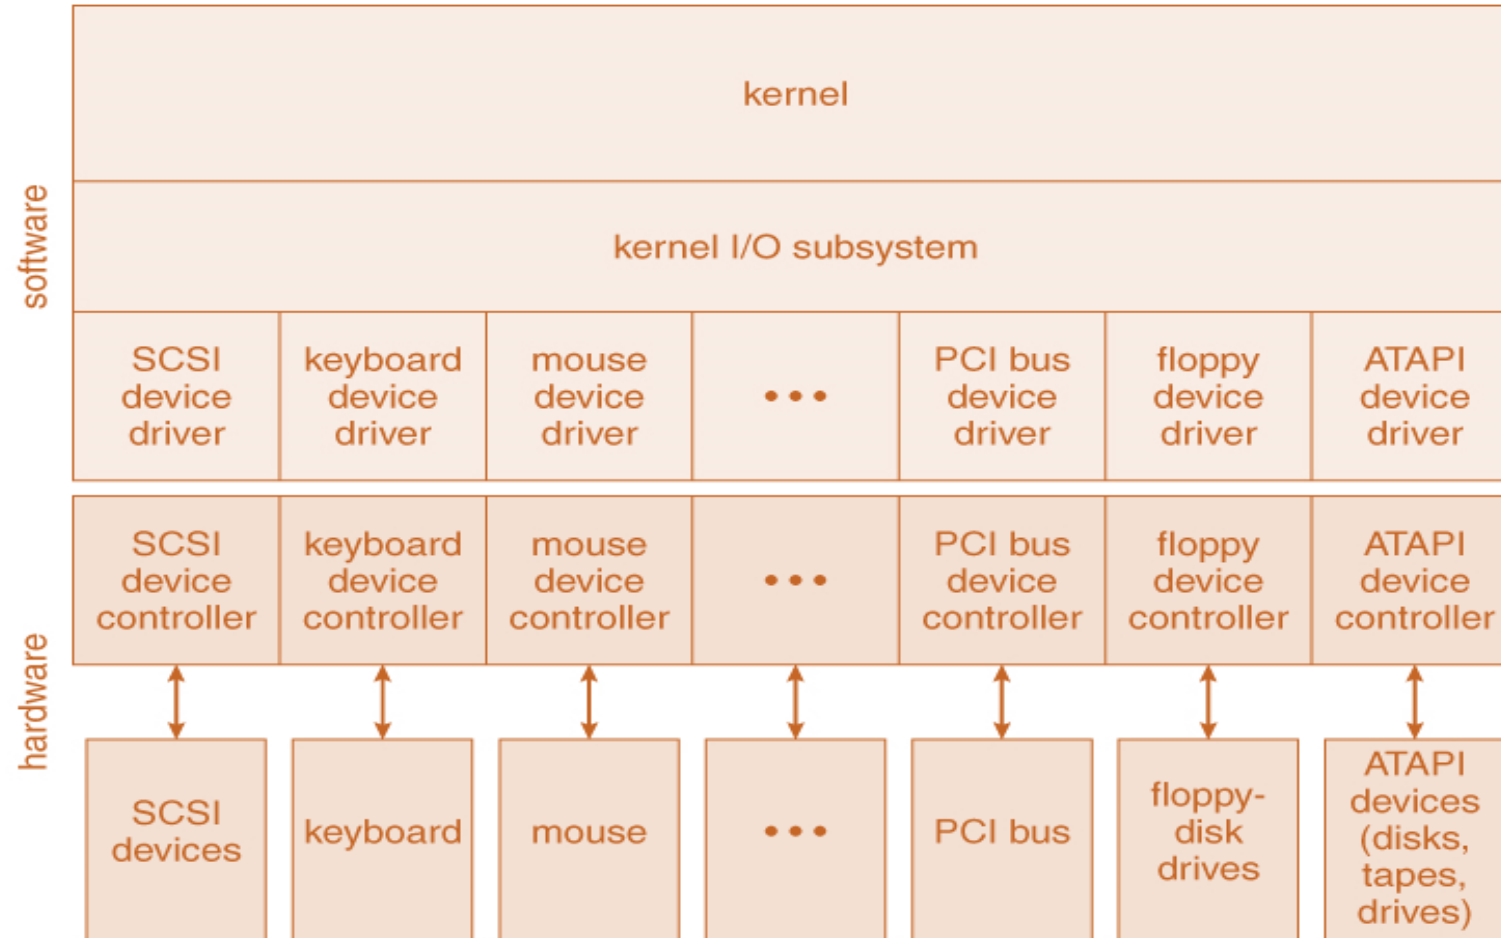 software
kernel
kernel I/O subsystem
SCSI
device
driver
keyboard
device
driver
mouse
device
driver
•••
PCI bus
device
driver
floppy
device
driver
ATAPI
device
driver
hardware
SCSI
device
controller
keyboard
device
controller
mouse
device
controller
•••
PCI bus
device
controller
floppy
device
controller
ATAPI
device
controller
SCSI
devices
keyboard
mouse
•••
PCI bus
floppy-
disk
drives
ATAPI
devices
(disks,
tapes,
drives)